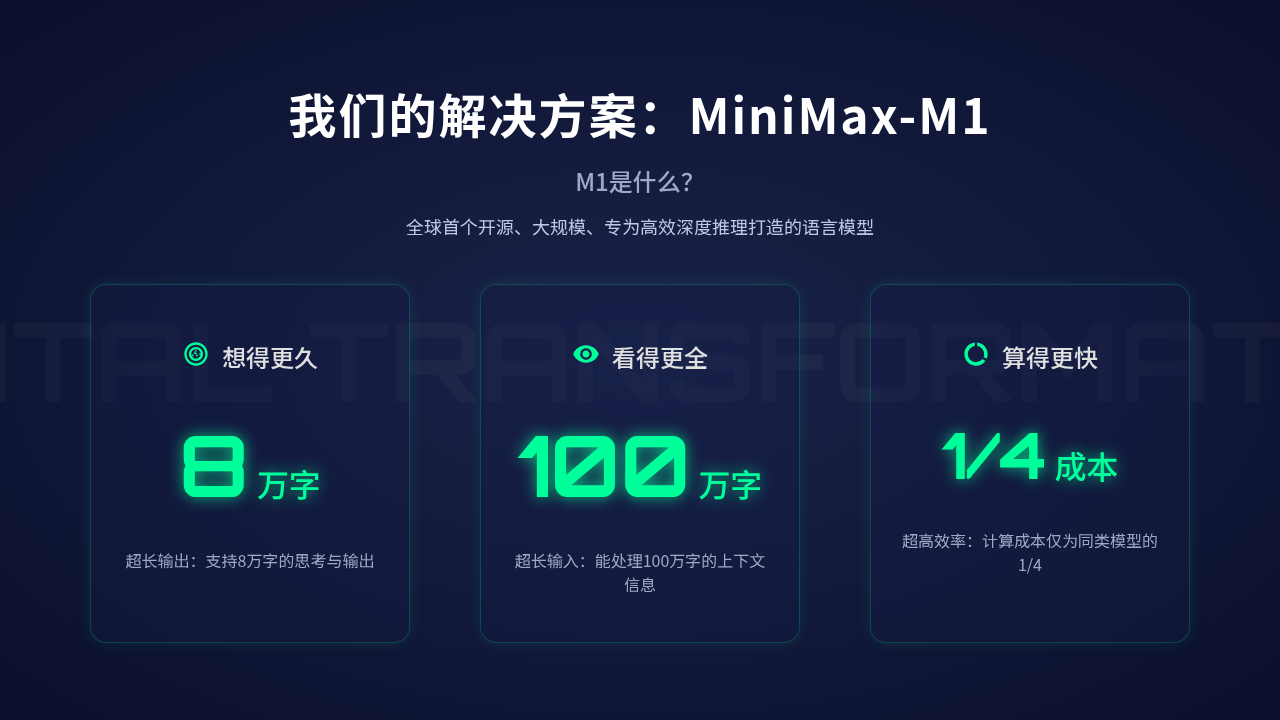 我们的解决方案：MiniMax-M1
M1是什么？
全球首个开源、大规模、专为高效深度推理打造的语言模型
ITAL TRANSFORMAT
想得更久
8 万字
超长输出：支持8万字的思考与输出
看得更全
100 万字
超长输入：能处理100万字的上下文
信息
算得更快
1/4 成本
超高效率：计算成本仅为同类模型的
1/4